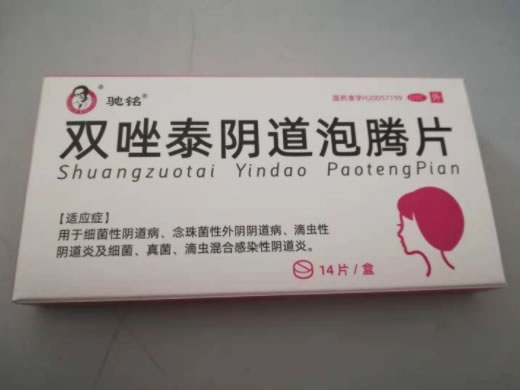 驰铭®
国药准字H20057199 OTC 外
双唑泰阴道泡腾片
Shuangzuotai Yindao PaotengPian
【适应症】
用于细菌性阴道病、念珠菌性外阴阴道病、滴虫性
阴道炎及细菌、真菌、滴虫混合感染性阴道炎。
14片/盒